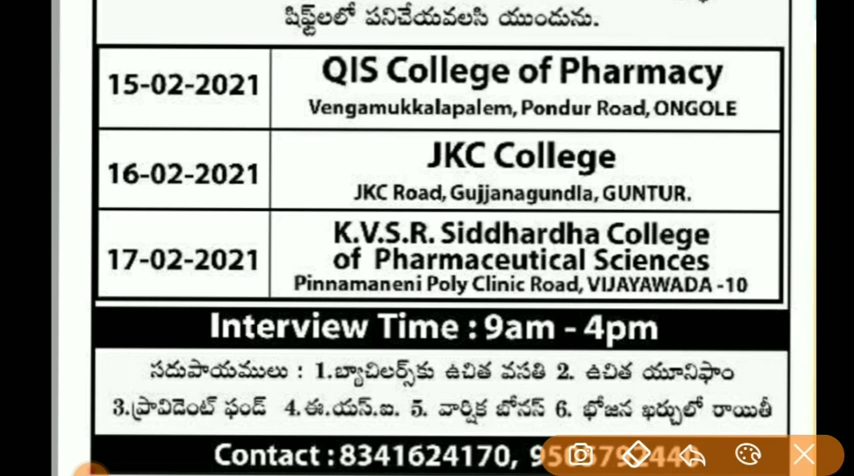 షిఫ్ట్‌లలో పనిచేయవలసి యుండును.
15-02-2021
QIS College of Pharmacy
Vengamukkalapalem, Pondur Road, ONGOLE
16-02-2021
JKC College
JKC Road, Gujjanagundla, GUNTUR.
17-02-2021
K.V.S.R. Siddhardha College
of Pharmaceutical Sciences
Pinnamaneni Poly Clinic Road, VIJAYAWADA -10
Interview Time : 9am - 4pm
సదుపాయములు : 1.బ్యాచిలర్స్‌కు ఉచిత వసతి 2. ఉచిత యూనిఫాం
3.ప్రావిడెంట్ ఫండ్ 4.ఈ.యస్.ఐ. 5. వార్షిక బోనస్ 6. భోజన ఖర్చులో రాయితీ
Contact : 8341624170,